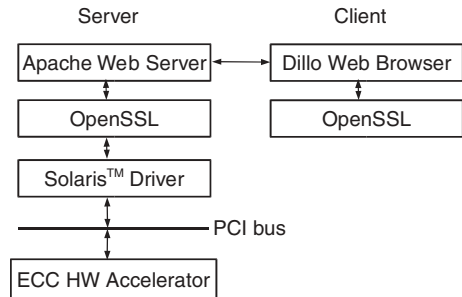 Server
Client
Apache Web Server
Dillo Web Browser
OpenSSL
OpenSSL
Solaris™ Driver
PCI bus
ECC HW Accelerator